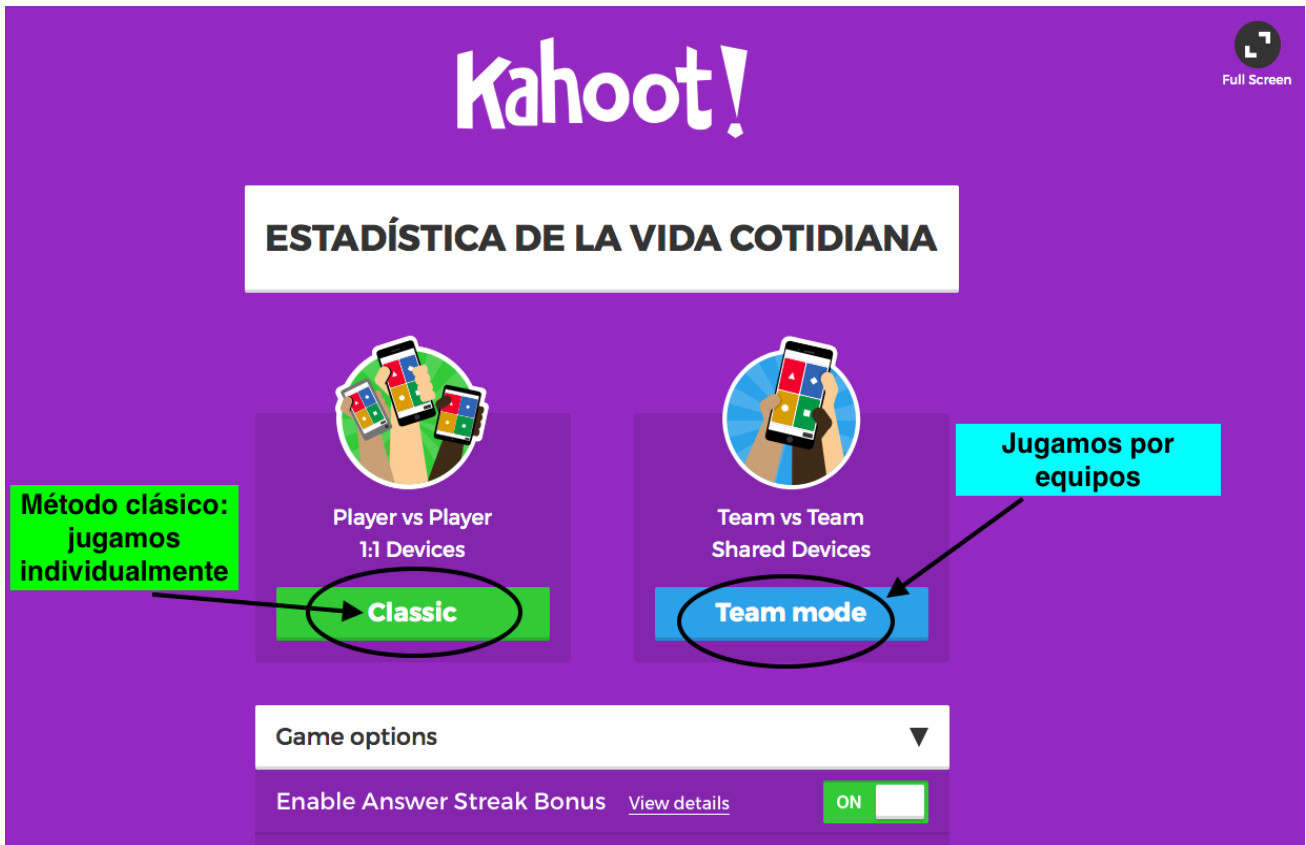 Kahoot!
Full Screen
ESTADÍSTICA DE LA VIDA COTIDIANA
Jugamos por
equipos
Método clásico:
jugamos
individualmente
Player vs Player
1:1 Devices
Classic
Team vs Team
Shared Devices
Team mode
Game options
Enable Answer Streak Bonus View details ON